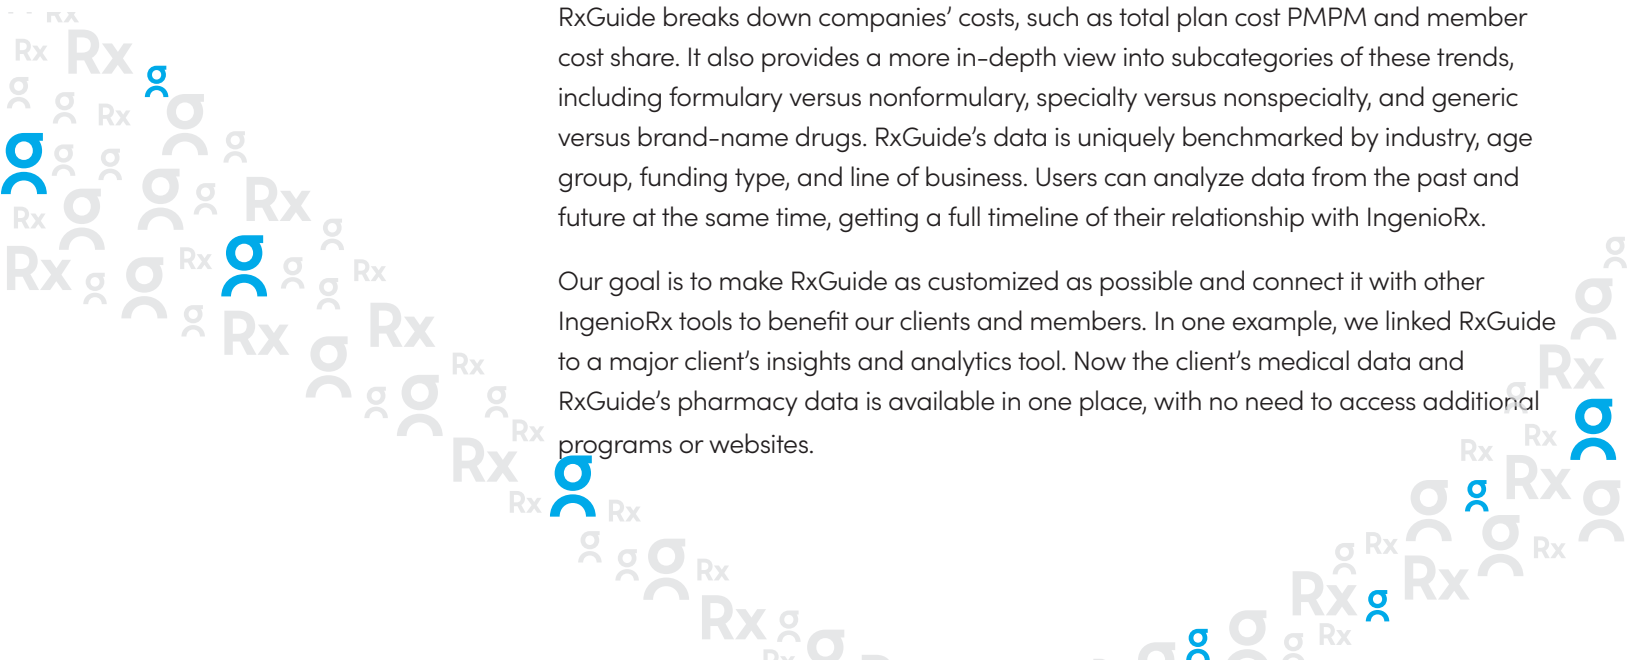 RxGuide breaks down companies’ costs, such as total plan cost PMPM and member
cost share. It also provides a more in-depth view into subcategories of these trends,
including formulary versus nonformulary, specialty versus nonspecialty, and generic
versus brand-name drugs. RxGuide’s data is uniquely benchmarked by industry, age
group, funding type, and line of business. Users can analyze data from the past and
future at the same time, getting a full timeline of their relationship with IngenioRx.
Our goal is to make RxGuide as customized as possible and connect it with other
IngenioRx tools to benefit our clients and members. In one example, we linked RxGuide
to a major client’s insights and analytics tool. Now the client’s medical data and
RxGuide’s pharmacy data is available in one place, with no need to access additional
programs or websites.